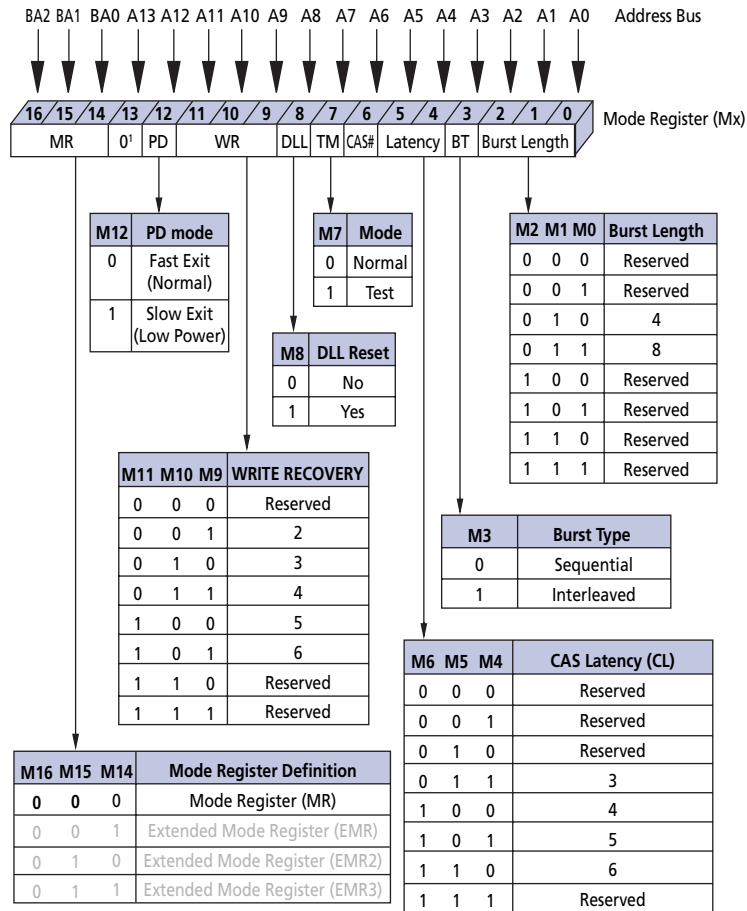 BA2 BA1 BA0 A13 A12 A11 A10 A9 A8 A7 A6 A5 A4 A3 A2 A1 A0 Address Bus
16 15 14 13 12 11 10 9 8 7 6 5 4 3 2 1 0 Mode Register (Mx)
MR 0¹ PD WR DLL TM CAS# Latency BT Burst Length
M12 PD mode
0 Fast Exit
(Normal)
1 Slow Exit
(Low Power)
M7 Mode
0 Normal
1 Test
M2 M1 M0 Burst Length
0 0 0 Reserved
0 0 1 Reserved
0 1 0 4
0 1 1 8
1 0 0 Reserved
1 0 1 Reserved
1 1 0 Reserved
1 1 1 Reserved
M8 DLL Reset
0 No
1 Yes
M11 M10 M9 WRITE RECOVERY
0 0 0 Reserved
0 0 1 2
0 1 0 3
0 1 1 4
1 0 0 5
1 0 1 6
1 1 0 Reserved
1 1 1 Reserved
M3 Burst Type
0 Sequential
1 Interleaved
M6 M5 M4 CAS Latency (CL)
0 0 0 Reserved
0 0 1 Reserved
0 1 0 Reserved
0 1 1 3
1 0 0 4
1 0 1 5
1 1 0 6
1 1 1 Reserved
M16 M15 M14 Mode Register Definition
0 0 0 Mode Register (MR)
0 0 1 Extended Mode Register (EMR)
0 1 0 Extended Mode Register (EMR2)
0 1 1 Extended Mode Register (EMR3)